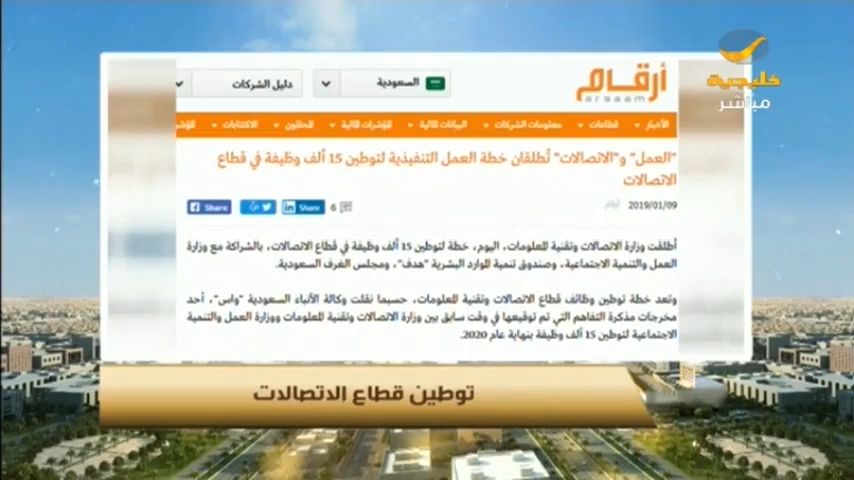 خليجية
مباشر
أرقام
argaam
السعودية
دليل الشركات
الأخبار
قطاعات
معلومات الشركات
البيانات المالية
المؤشرات المالية
المحللون
الاكتتابات
"العمل" و"الاتصالات" تُطلقان خطة العمل التنفيذية لتوطين 15 ألف وظيفة في قطاع
الاتصالات
2019/01/09
أرقام
6
Share
Share
أطلقت وزارة الاتصالات وتقنية المعلومات، اليوم، خطة لتوطين 15 ألف وظيفة في قطاع الاتصالات، بالشراكة مع وزارة
العمل والتنمية الاجتماعية، وصندوق تنمية الموارد البشرية "هدف"، ومجلس الغرف السعودية.
وتعد خطة توطين وظائف قطاع الاتصالات وتقنية المعلومات، حسبما نقلت وكالة الأنباء السعودية "واس"، أحد
مخرجات مذكرة التفاهم التي تم توقيعها في وقت سابق بين وزارة الاتصالات وتقنية المعلومات ووزارة العمل والتنمية
الاجتماعية لتوطين 15 ألف وظيفة بنهاية عام 2020.
توطين قطاع الاتصالات